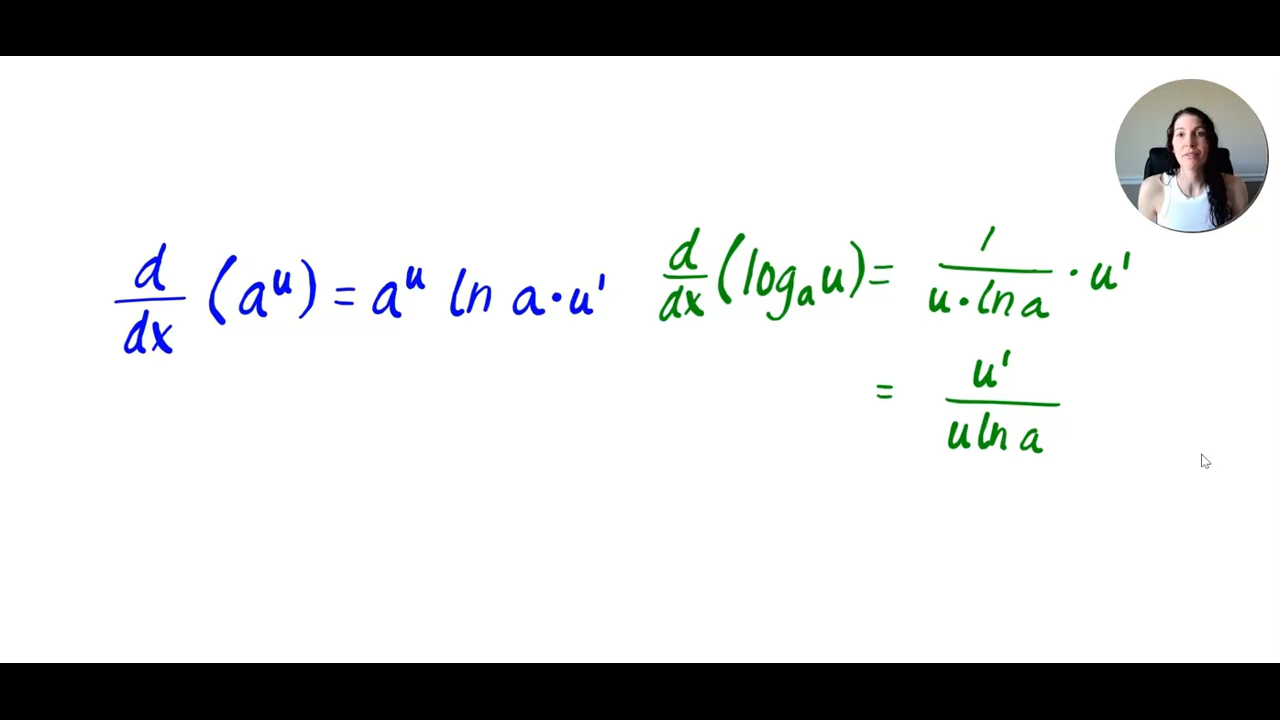 d/dx (a^u) = a^u ln a · u'
d/dx (log_a u) = 1/(u · ln a) · u'
= u'/(u ln a)